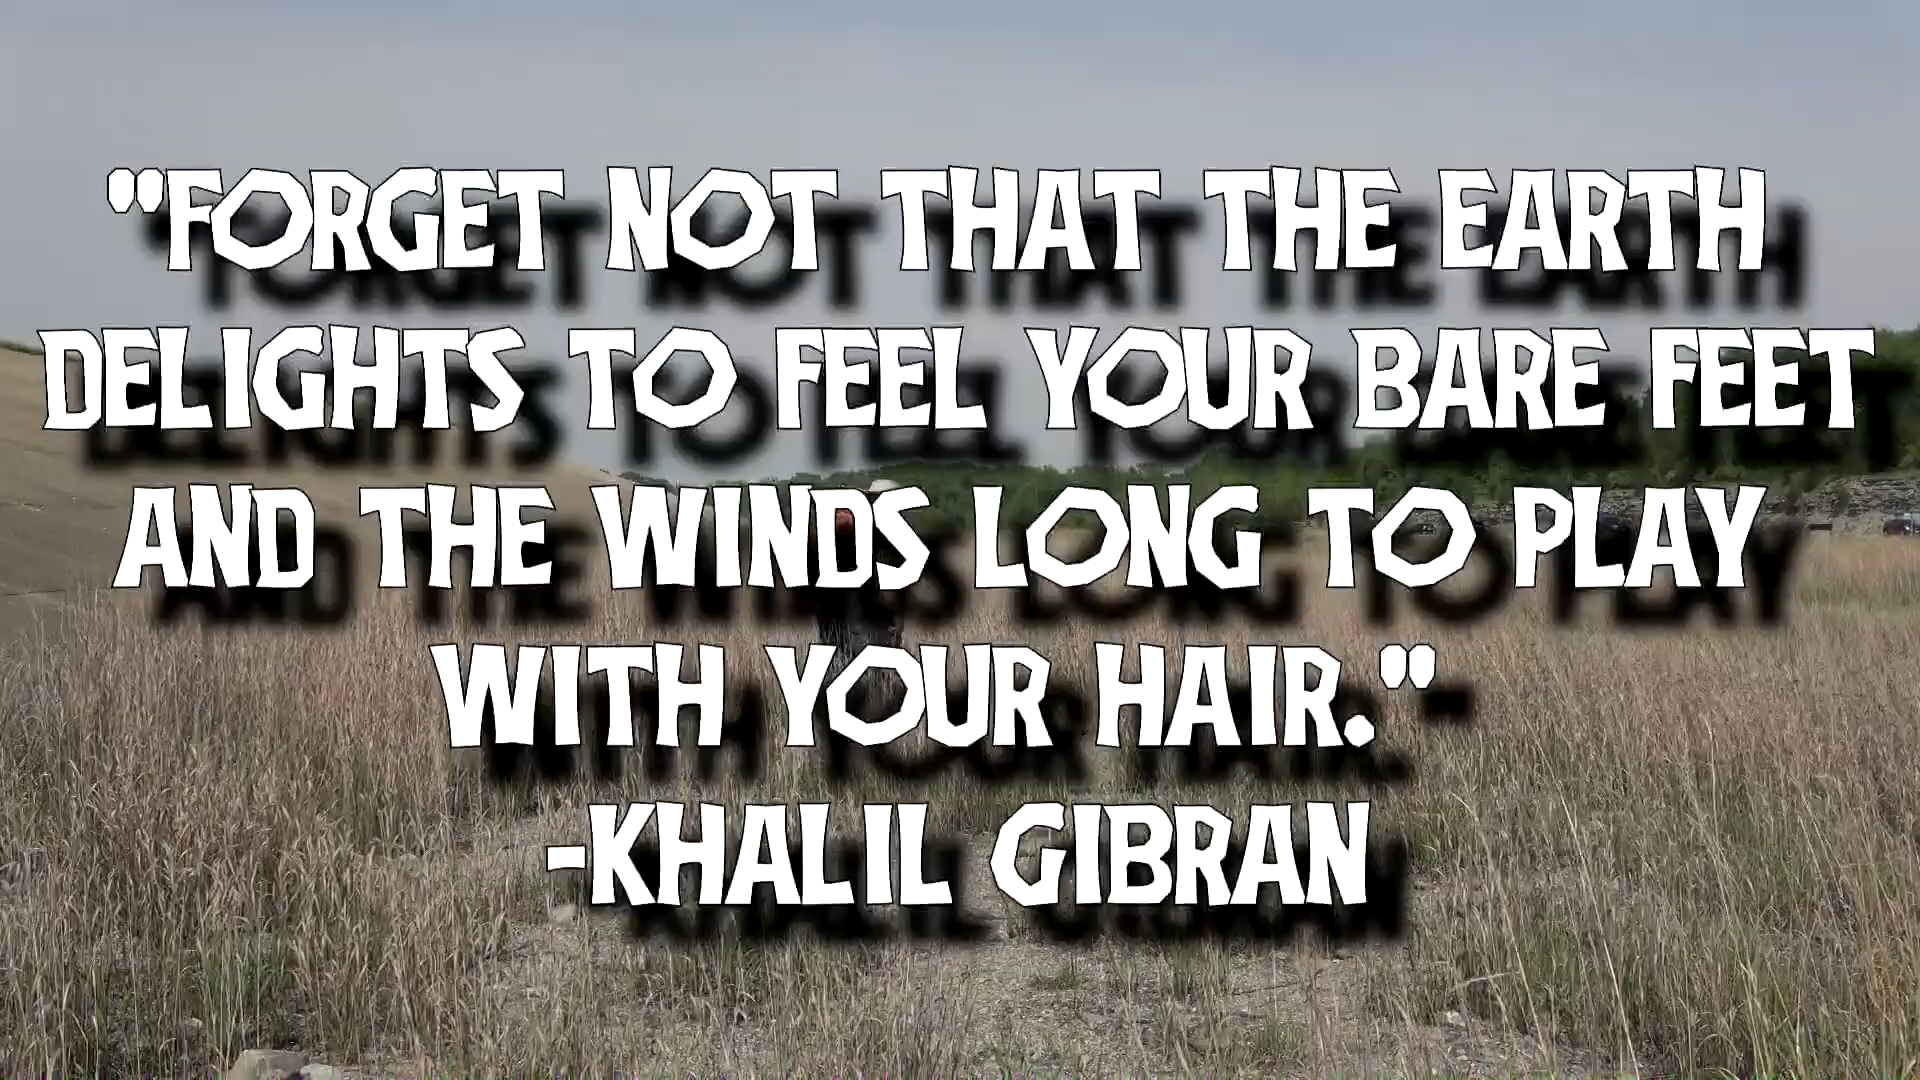 "FORGET NOT THAT THE EARTH
DELIGHTS TO FEEL YOUR BARE FEET
AND THE WINDS LONG TO PLAY
WITH YOUR HAIR."
-KHALIL GIBRAN